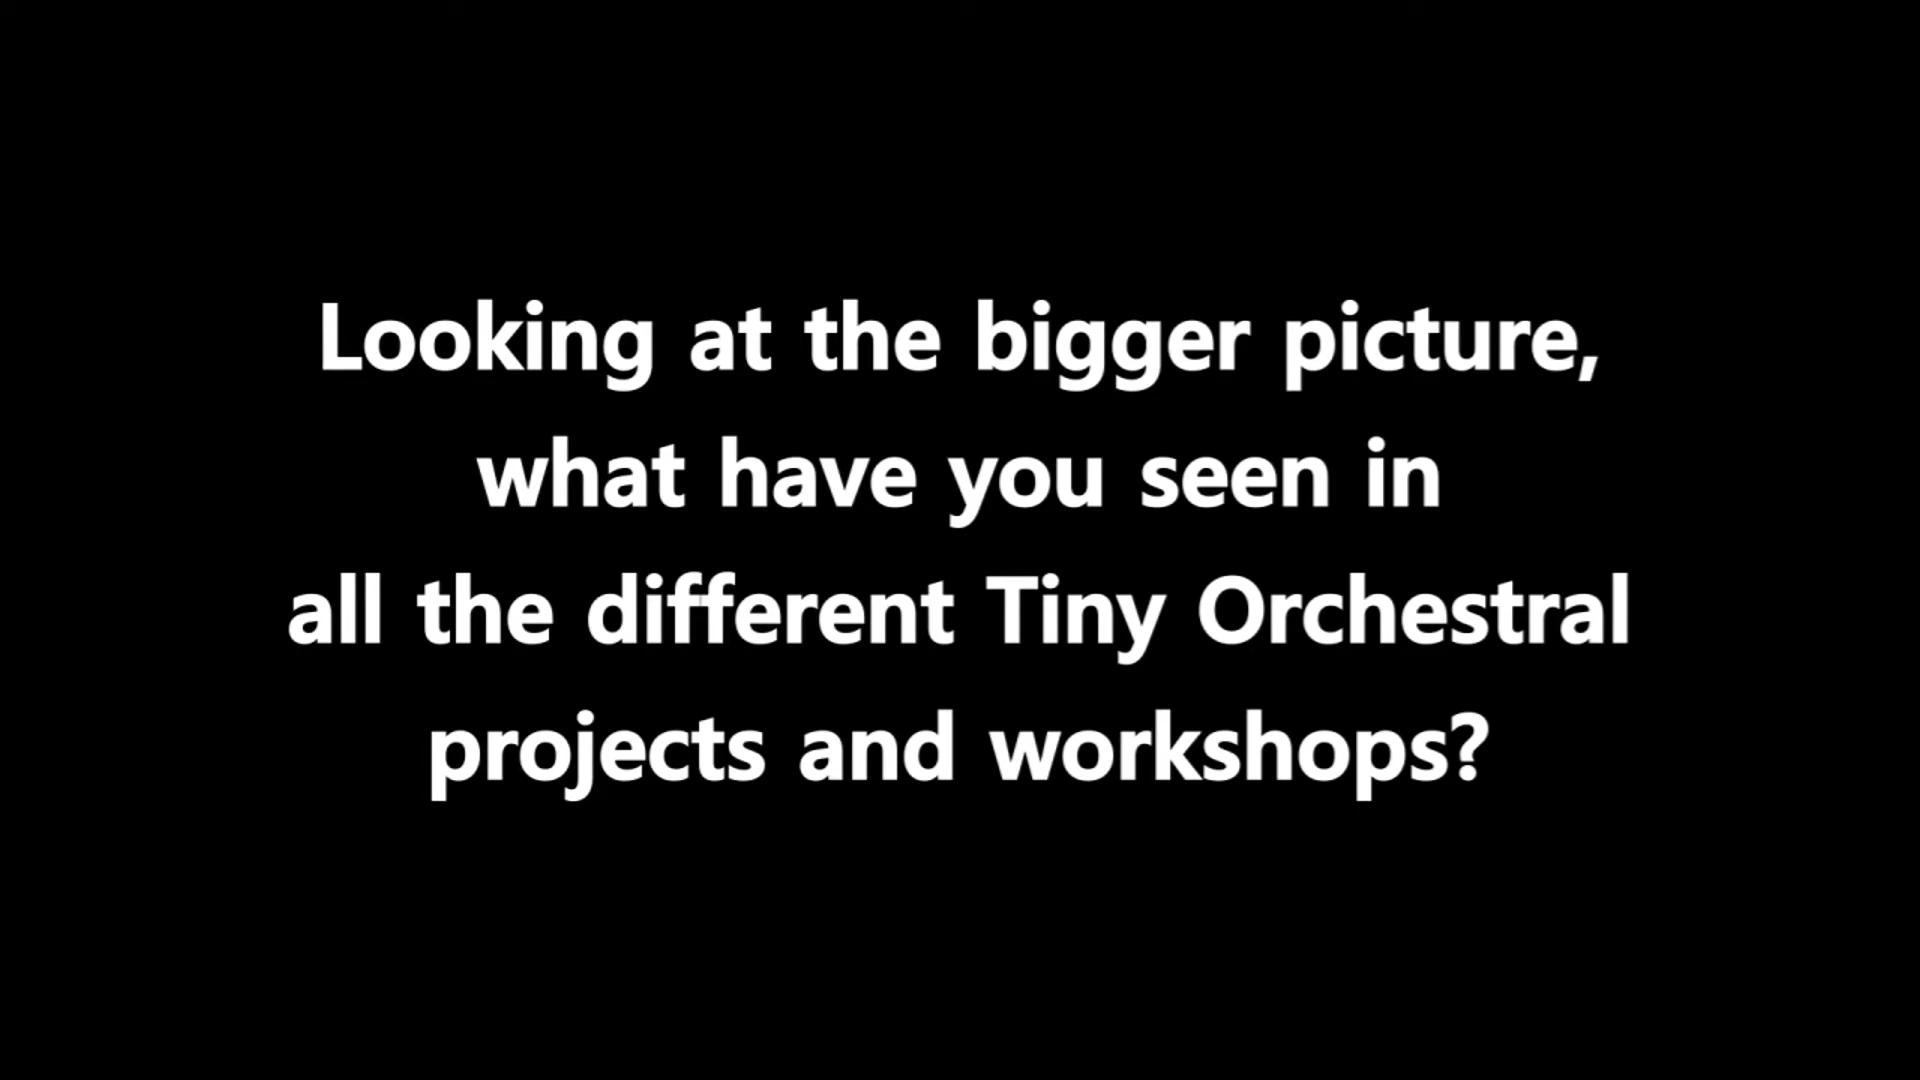 Looking at the bigger picture,
what have you seen in
all the different Tiny Orchestral
projects and workshops?